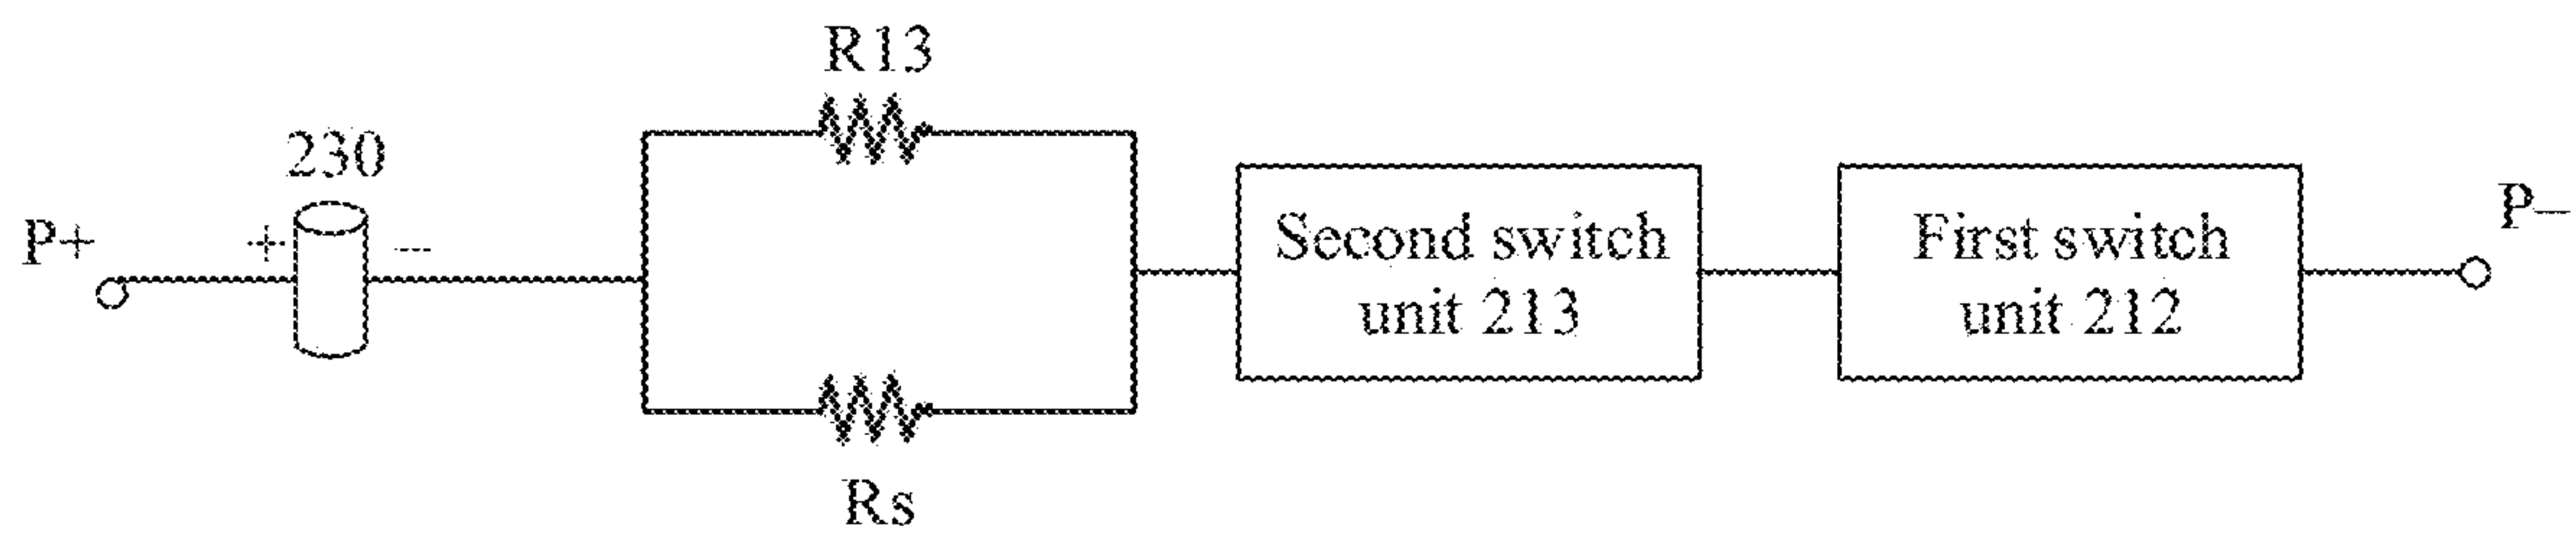 R13
230
P+
+
–
Second switch
unit 213
First switch
unit 212
P–
Rs